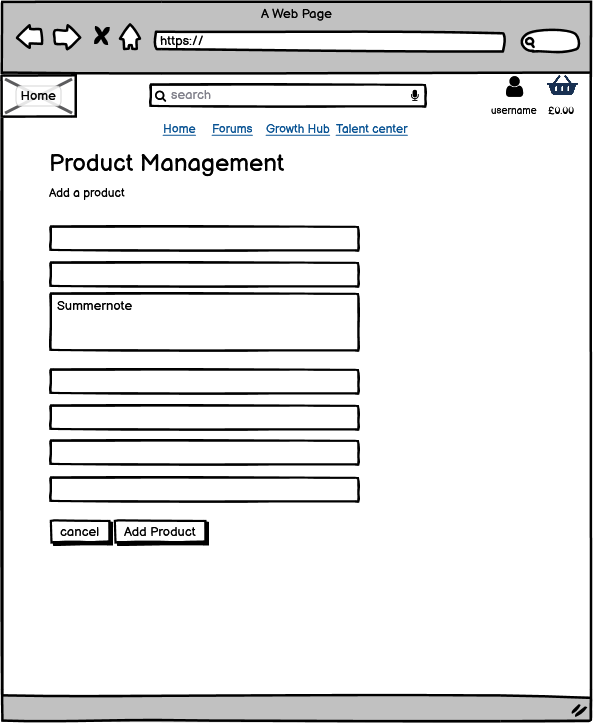 A Web Page
https://
Home
search
username £0.00
Home Forums Growth Hub Talent center
Product Management
Add a product
Summernote
cancel Add Product